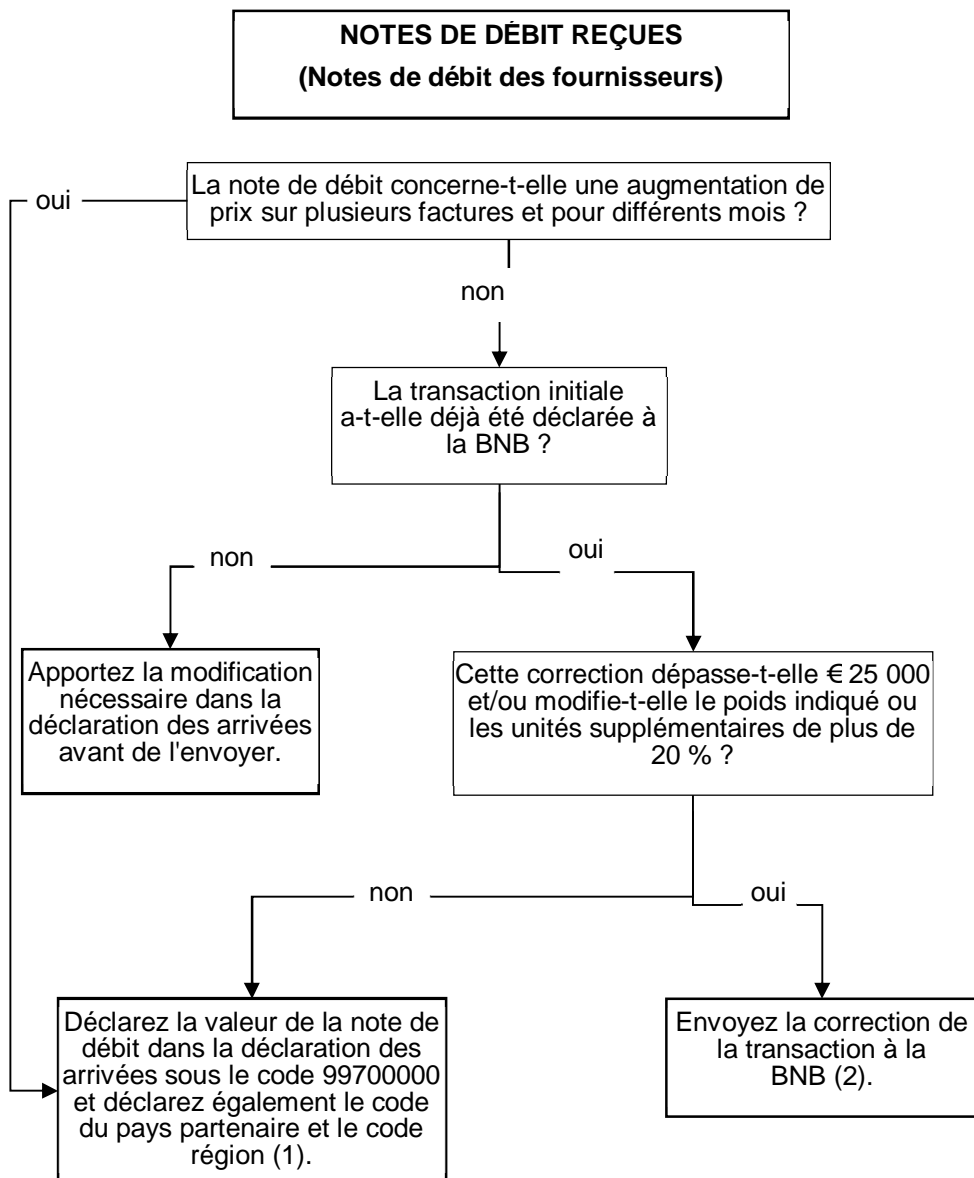 NOTES DE DÉBIT REÇUES
(Notes de débit des fournisseurs)
oui
La note de débit concerne-t-elle une augmentation de
prix sur plusieurs factures et pour différents mois ?
non
La transaction initiale
a-t-elle déjà été déclarée à
la BNB ?
non
oui
Apportez la modification
nécessaire dans la
déclaration des arrivées
avant de l'envoyer.
Cette correction dépasse-t-elle € 25 000
et/ou modifie-t-elle le poids indiqué ou
les unités supplémentaires de plus de
20 % ?
non
oui
Déclarez la valeur de la note de
débit dans la déclaration des
arrivées sous le code 99700000
et déclarez également le code
du pays partenaire et le code
région (1).
Envoyez la correction de
la transaction à la
BNB (2).